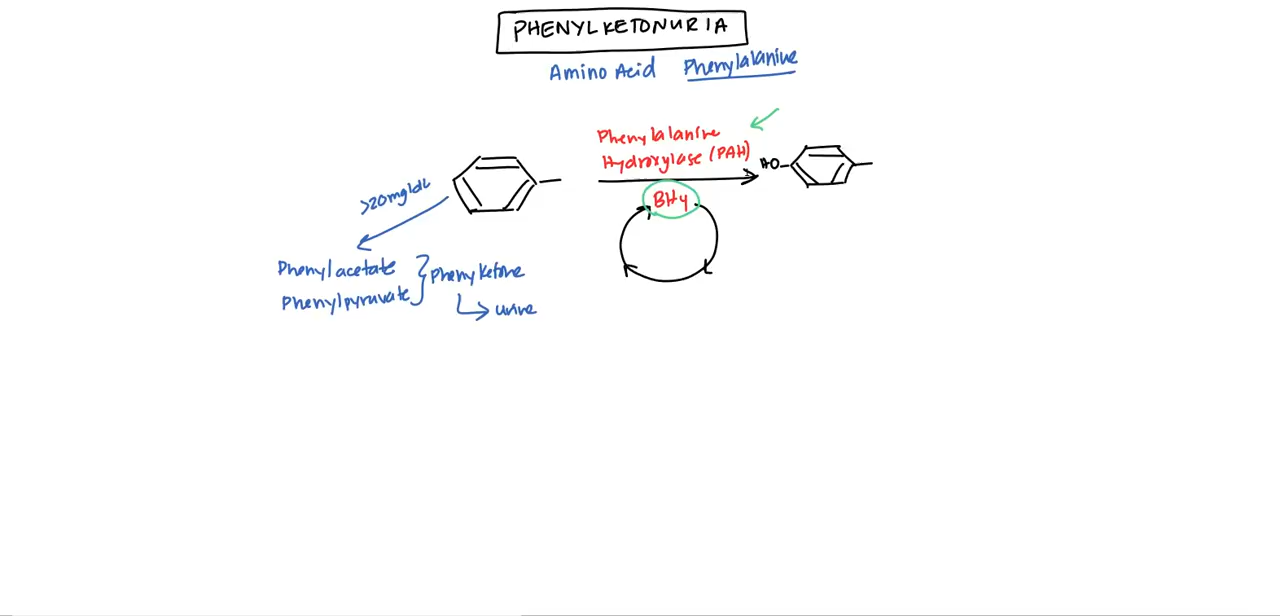 PHENYLKETONURIA
Amino Acid Phenylalanine
Phenylalanine
Hydroxylase (PAH)
HO
BH4
>20mg/dL
Phenylacetate
Phenylpyruvate
Phenylketone
urine